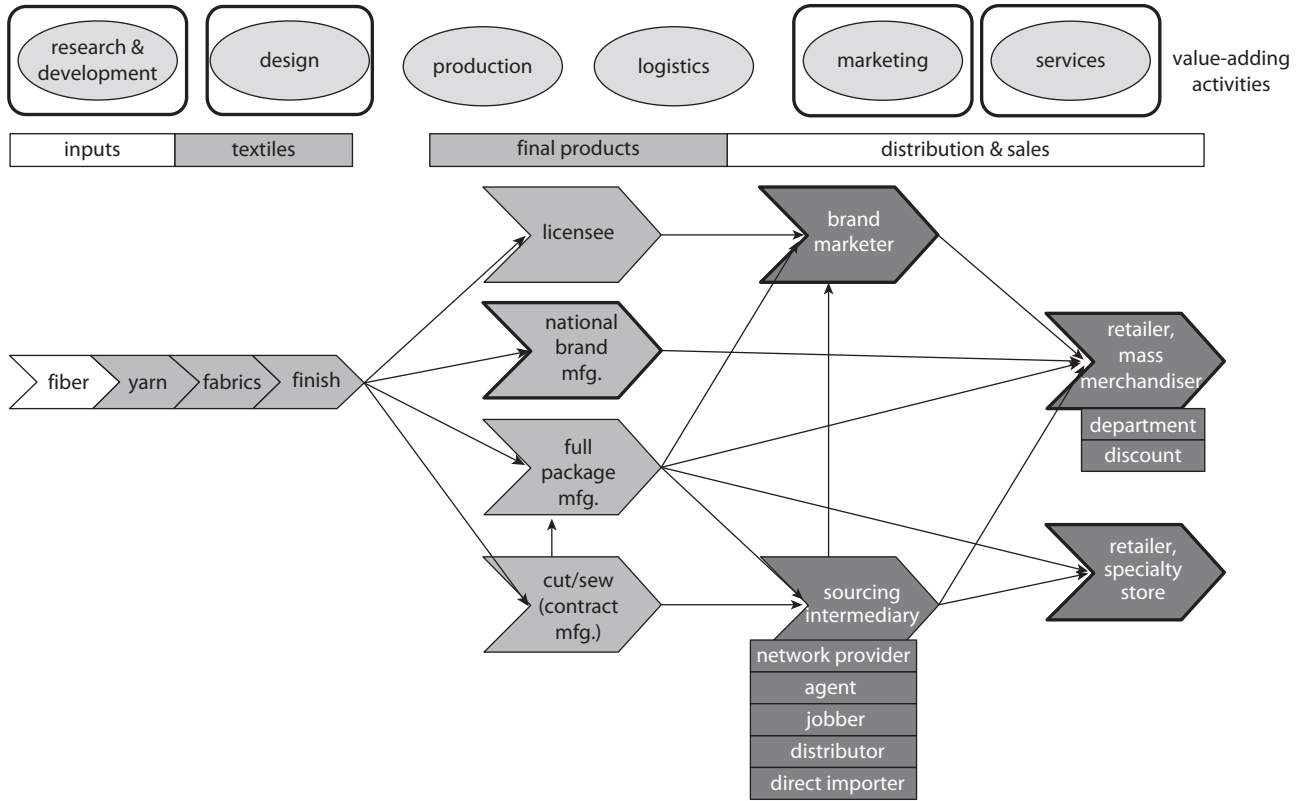 research &
development
design
production
logistics
marketing
services
value-adding
activities
inputs
textiles
final products
distribution & sales
licensee
brand
marketer
national
brand
mfg.
retailer,
mass
merchandiser
department
discount
fiber
yarn
fabrics
finish
full
package
mfg.
cut/sew
(contract
mfg.)
sourcing
intermediary
network provider
agent
jobber
distributor
direct importer
retailer,
specialty
store